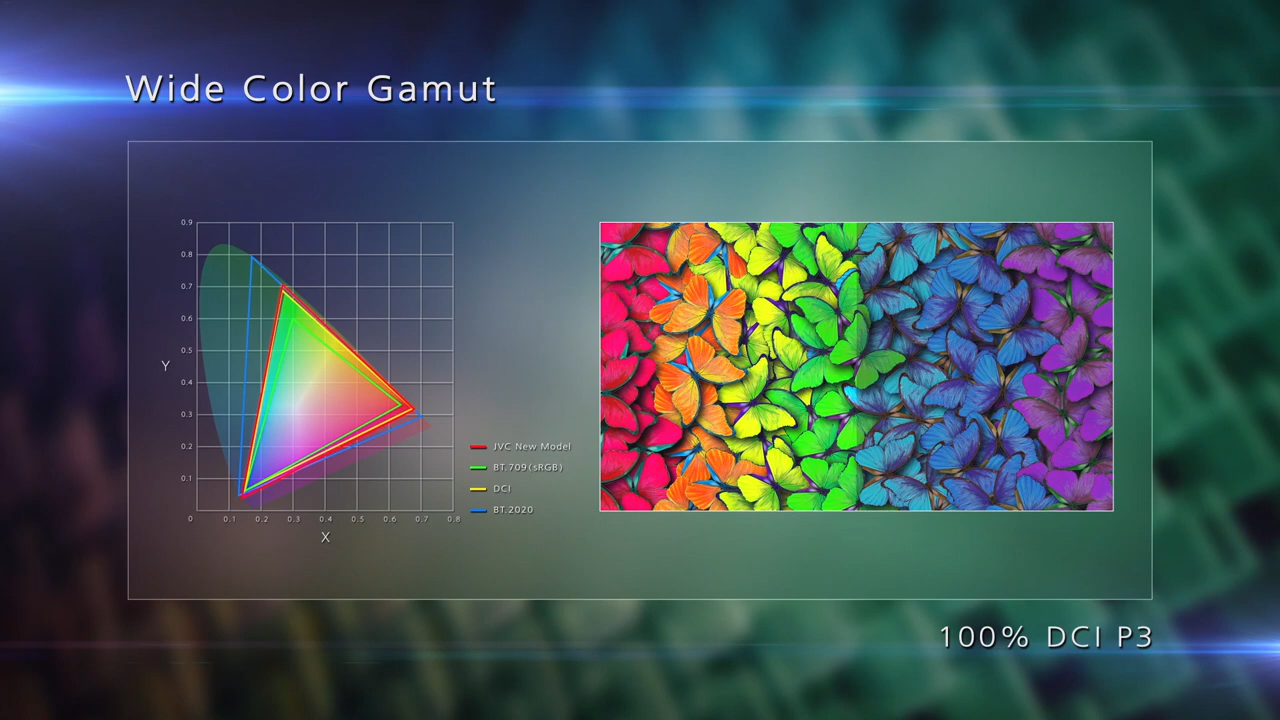 Wide Color Gamut
0.9
0.8
0.7
0.6
0.5
Y
0.4
0.3
0.2
0.1
0 0.1 0.2 0.3 0.4 0.5 0.6 0.7 0.8
X
JVC New Model
BT.709(sRGB)
DCI
BT.2020
100% DCI P3